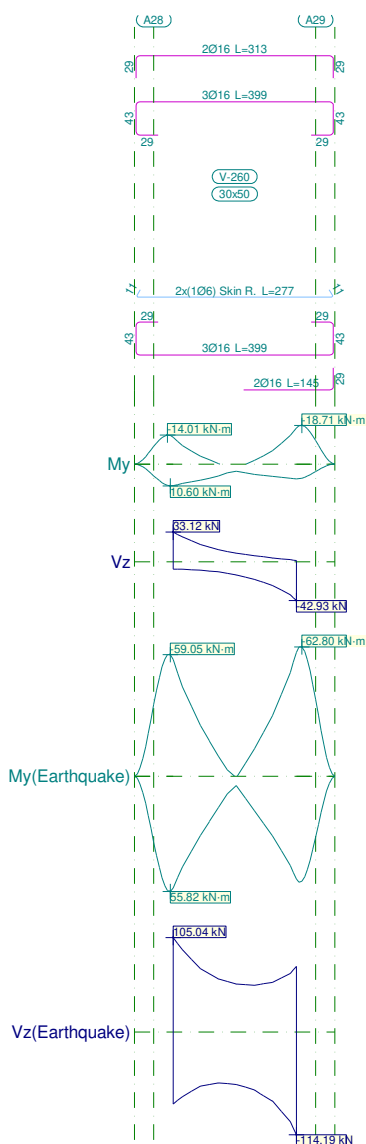 A28 A29
2Ø16 L=313
29 29
3Ø16 L=399
43 43
29 29
V-260
30x50
2x(1Ø6) Skin R. L=277
11 11
29 29
43 43
3Ø16 L=399
2Ø16 L=145
29
-14.01 kN·m -18.71 kN·m
My
10.60 kN·m
33.12 kN
Vz
-42.93 kN
-59.05 kN·m -62.80 kN·m
My(Earthquake)
55.82 kN·m
105.04 kN
Vz(Earthquake)
-114.19 kN